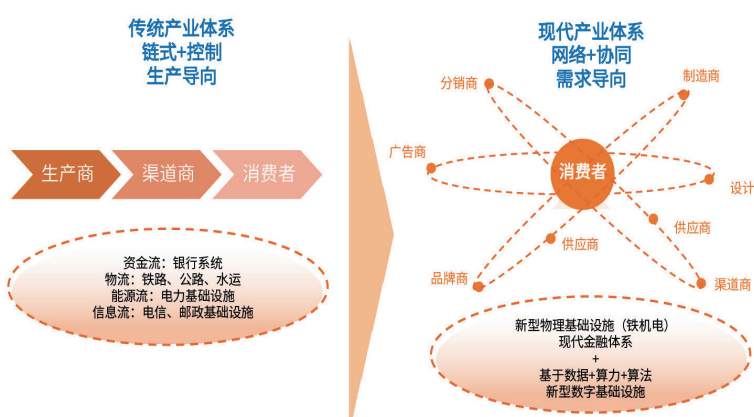 传统产业体系
链式+控制
生产导向
生产商
渠道商
消费者
资金流：银行系统
物流：铁路、公路、水运
能源流：电力基础设施
信息流：电信、邮政基础设施
现代产业体系
网络+协同
需求导向
分销商
制造商
广告商
消费者
设计
供应商
供应商
品牌商
渠道商
新型物理基础设施（铁机电）
现代金融体系
+
基于数据+算力+算法
新型数字基础设施